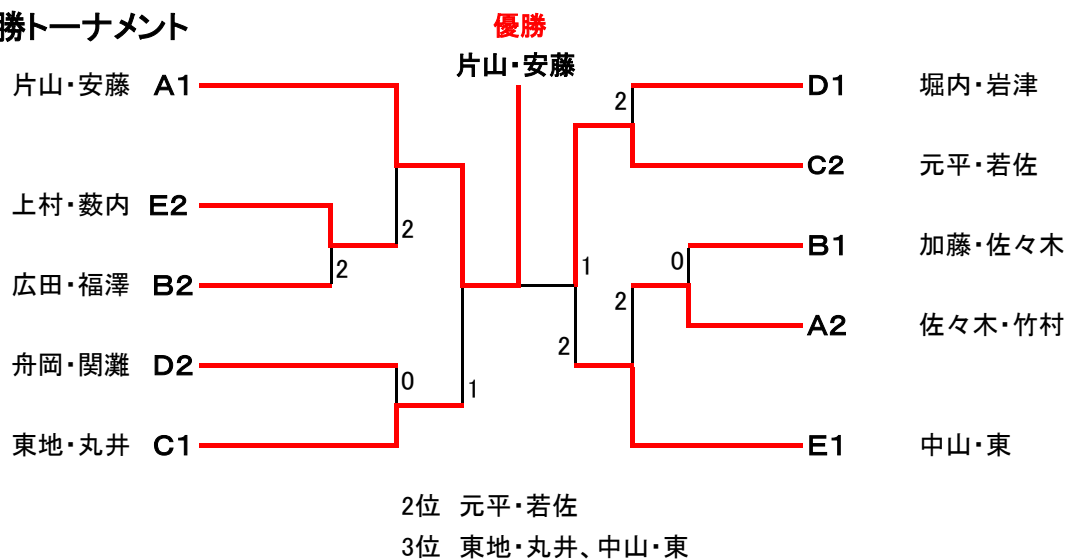 勝トーナメント
優勝
片山・安藤
片山・安藤 A1
上村・薮内 E2
広田・福澤 B2
舟岡・関灘 D2
東地・丸井 C1
2
2
0
1
D1 堀内・岩津
C2 元平・若佐
B1 加藤・佐々木
A2 佐々木・竹村
E1 中山・東
2
1
0
2
2
2位 元平・若佐
3位 東地・丸井、中山・東